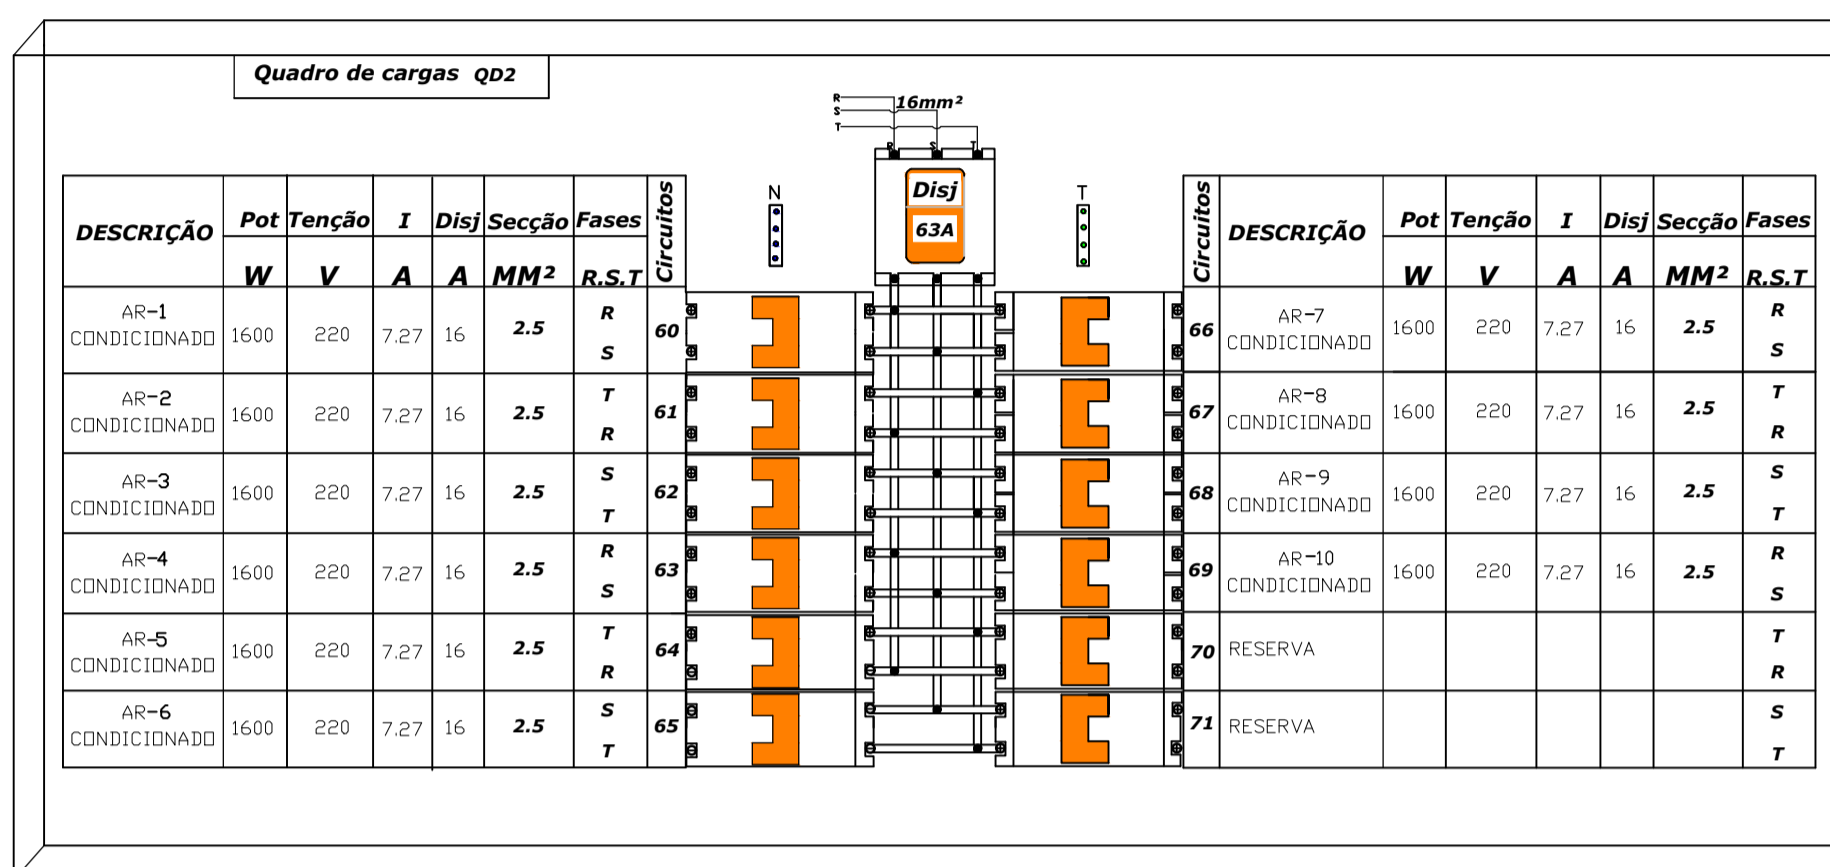 Quadro de cargas QD2
R 16mm²
S
T
R S T
N
Disj
63A
T
DESCRIÇÃO Pot Tenção I Disj Secção Fases Circuitos
W V A A MM² R.S.T
AR-1 CONDICIONADO 1600 220 7.27 16 2.5 R S 60
AR-2 CONDICIONADO 1600 220 7.27 16 2.5 T R 61
AR-3 CONDICIONADO 1600 220 7.27 16 2.5 S T 62
AR-4 CONDICIONADO 1600 220 7.27 16 2.5 R S 63
AR-5 CONDICIONADO 1600 220 7.27 16 2.5 T R 64
AR-6 CONDICIONADO 1600 220 7.27 16 2.5 S T 65
Circuitos DESCRIÇÃO Pot Tenção I Disj Secção Fases
W V A A MM² R.S.T
66 AR-7 CONDICIONADO 1600 220 7.27 16 2.5 R S
67 AR-8 CONDICIONADO 1600 220 7.27 16 2.5 T R
68 AR-9 CONDICIONADO 1600 220 7.27 16 2.5 S T
69 AR-10 CONDICIONADO 1600 220 7.27 16 2.5 R S
70 RESERVA T R
71 RESERVA S T